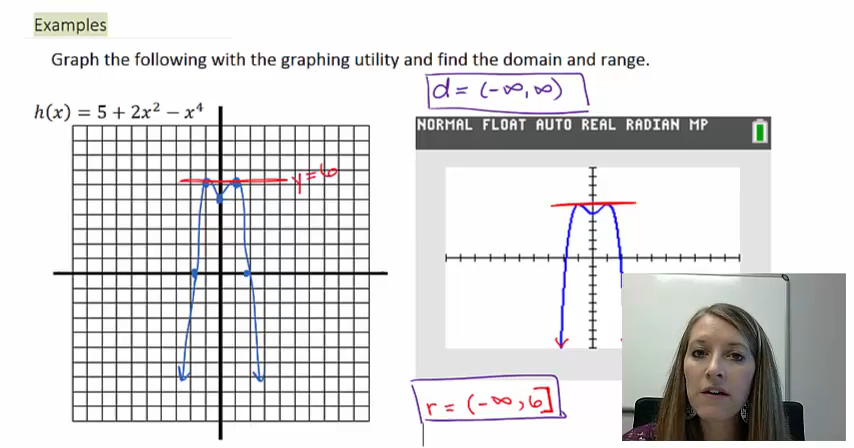 Examples
Graph the following with the graphing utility and find the domain and range.
d = (-∞, ∞)
h(x) = 5 + 2x² − x⁴
NORMAL FLOAT AUTO REAL RADIAN MP
y = 6
r = (-∞, 6]